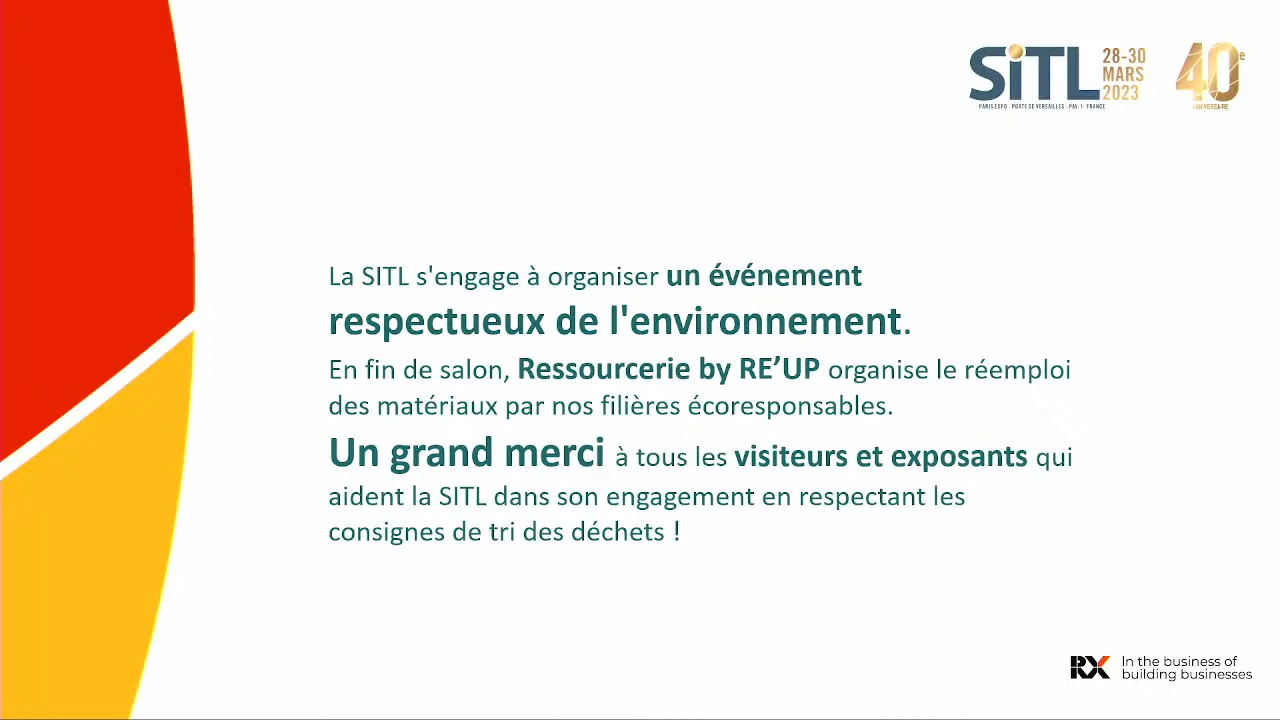 SiTL
28-30
MARS
2023
PARIS EXPO - PORTE DE VERSAILLES - PAV. 1 - FRANCE
40e
ANNIVERSAIRE
La SITL s'engage à organiser un événement
respectueux de l'environnement.
En fin de salon, Ressourcerie by RE’UP organise le réemploi
des matériaux par nos filières écoresponsables.
Un grand merci à tous les visiteurs et exposants qui
aident la SITL dans son engagement en respectant les
consignes de tri des déchets !
RX
In the business of
building businesses